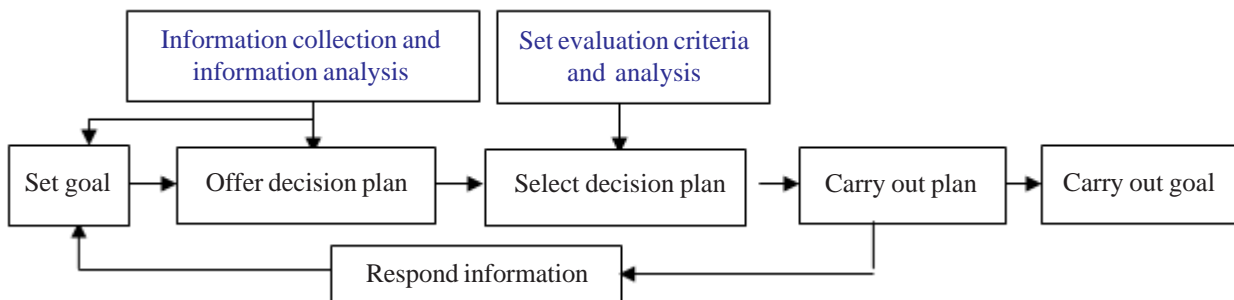 Information collection and
information analysis
Set evaluation criteria
and analysis
Set goal
Offer decision plan
Select decision plan
Carry out plan
Carry out goal
Respond information